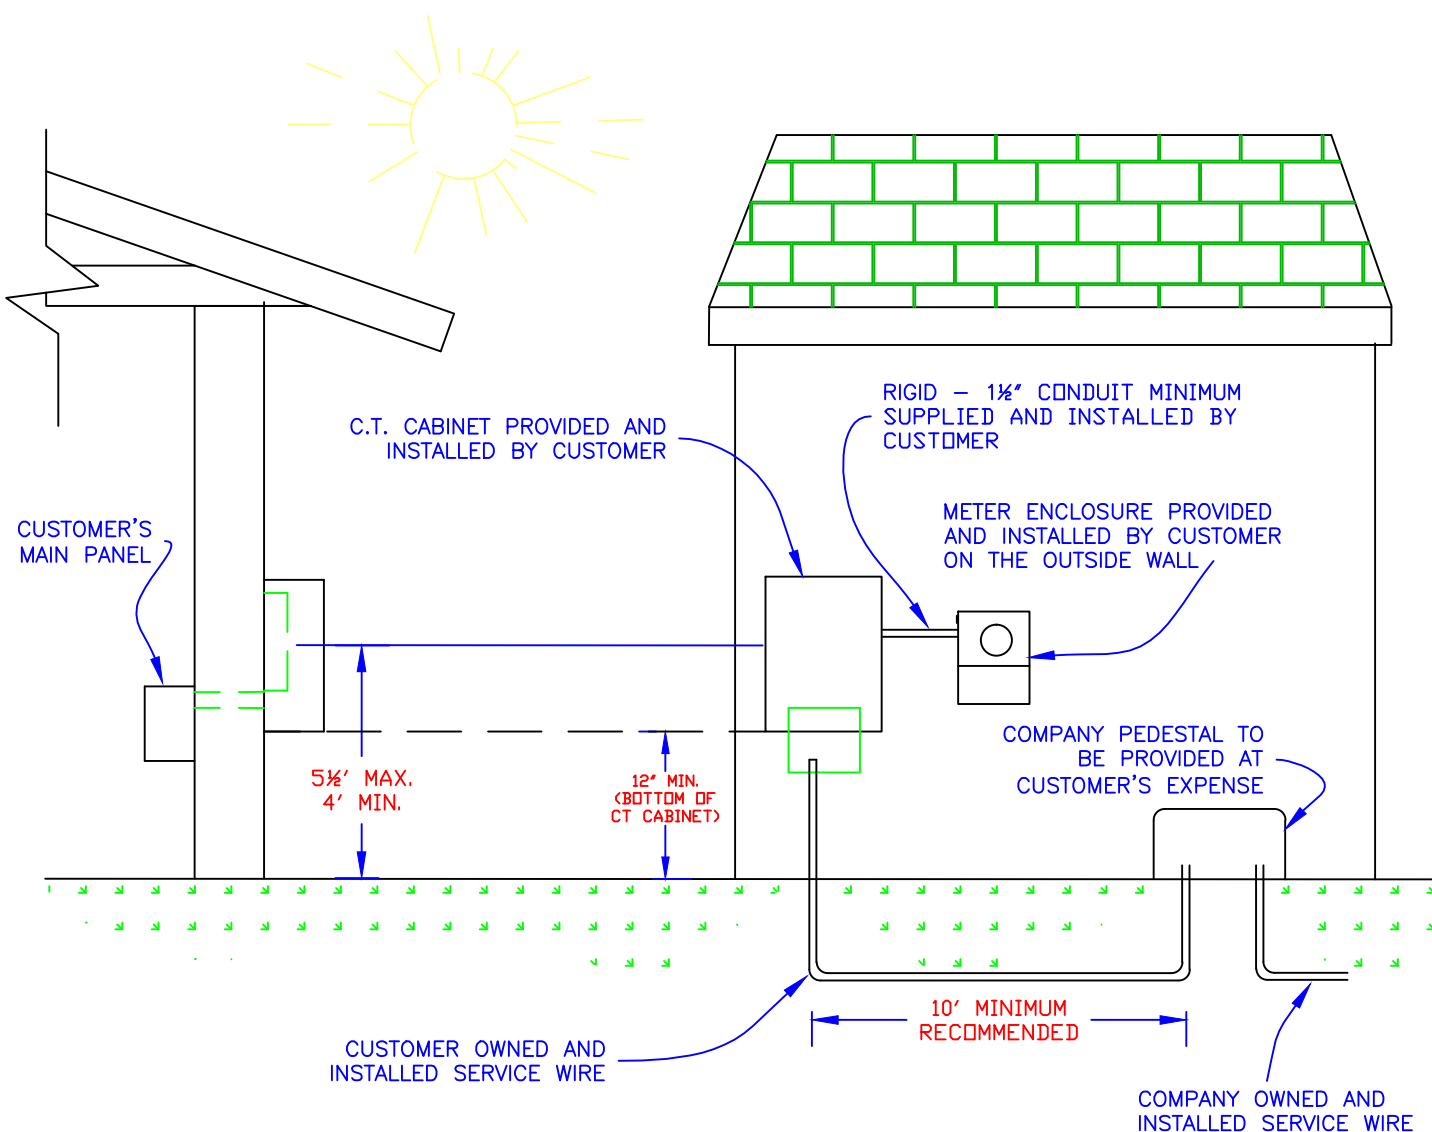 RIGID – 1½" CONDUIT MINIMUM
SUPPLIED AND INSTALLED BY
CUSTOMER
C.T. CABINET PROVIDED AND
INSTALLED BY CUSTOMER
METER ENCLOSURE PROVIDED
AND INSTALLED BY CUSTOMER
ON THE OUTSIDE WALL
CUSTOMER'S
MAIN PANEL
COMPANY PEDESTAL TO
BE PROVIDED AT
CUSTOMER'S EXPENSE
5½' MAX.
4' MIN.
12" MIN.
(BOTTOM OF
CT CABINET)
10' MINIMUM
RECOMMENDED
CUSTOMER OWNED AND
INSTALLED SERVICE WIRE
COMPANY OWNED AND
INSTALLED SERVICE WIRE